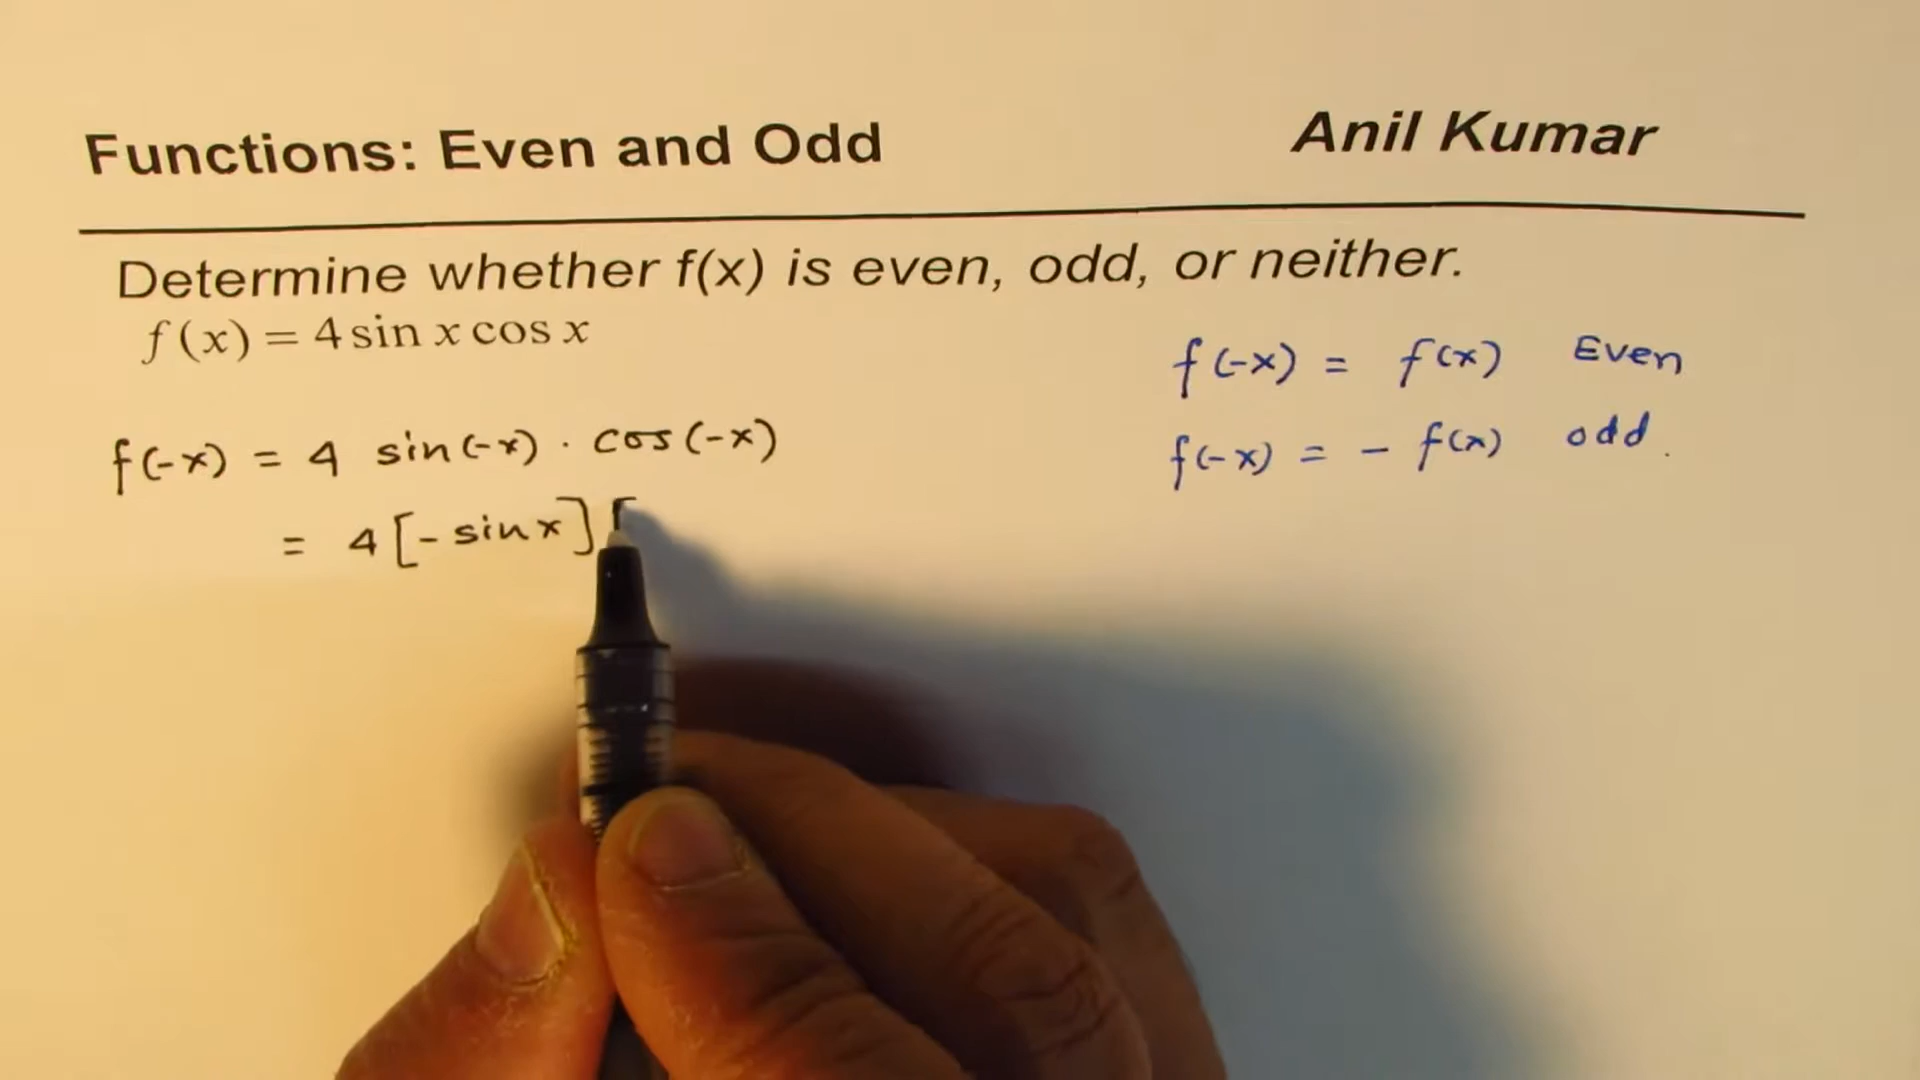 Functions: Even and Odd Anil Kumar
Determine whether f(x) is even, odd, or neither.
f(x) = 4 sin x cos x
f(-x) = f(x) Even
f(-x) = - f(x) odd.
f(-x) = 4 sin(-x) · cos(-x)
= 4[- sin x][